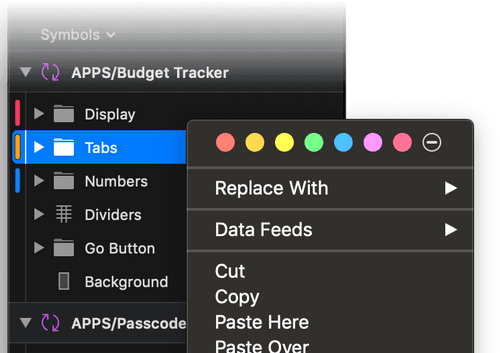 Symbols
APPS/Budget Tracker
Display
Tabs
Numbers
Dividers
Go Button
Background
APPS/Passcode
Replace With
Data Feeds
Cut
Copy
Paste Here
Paste Over